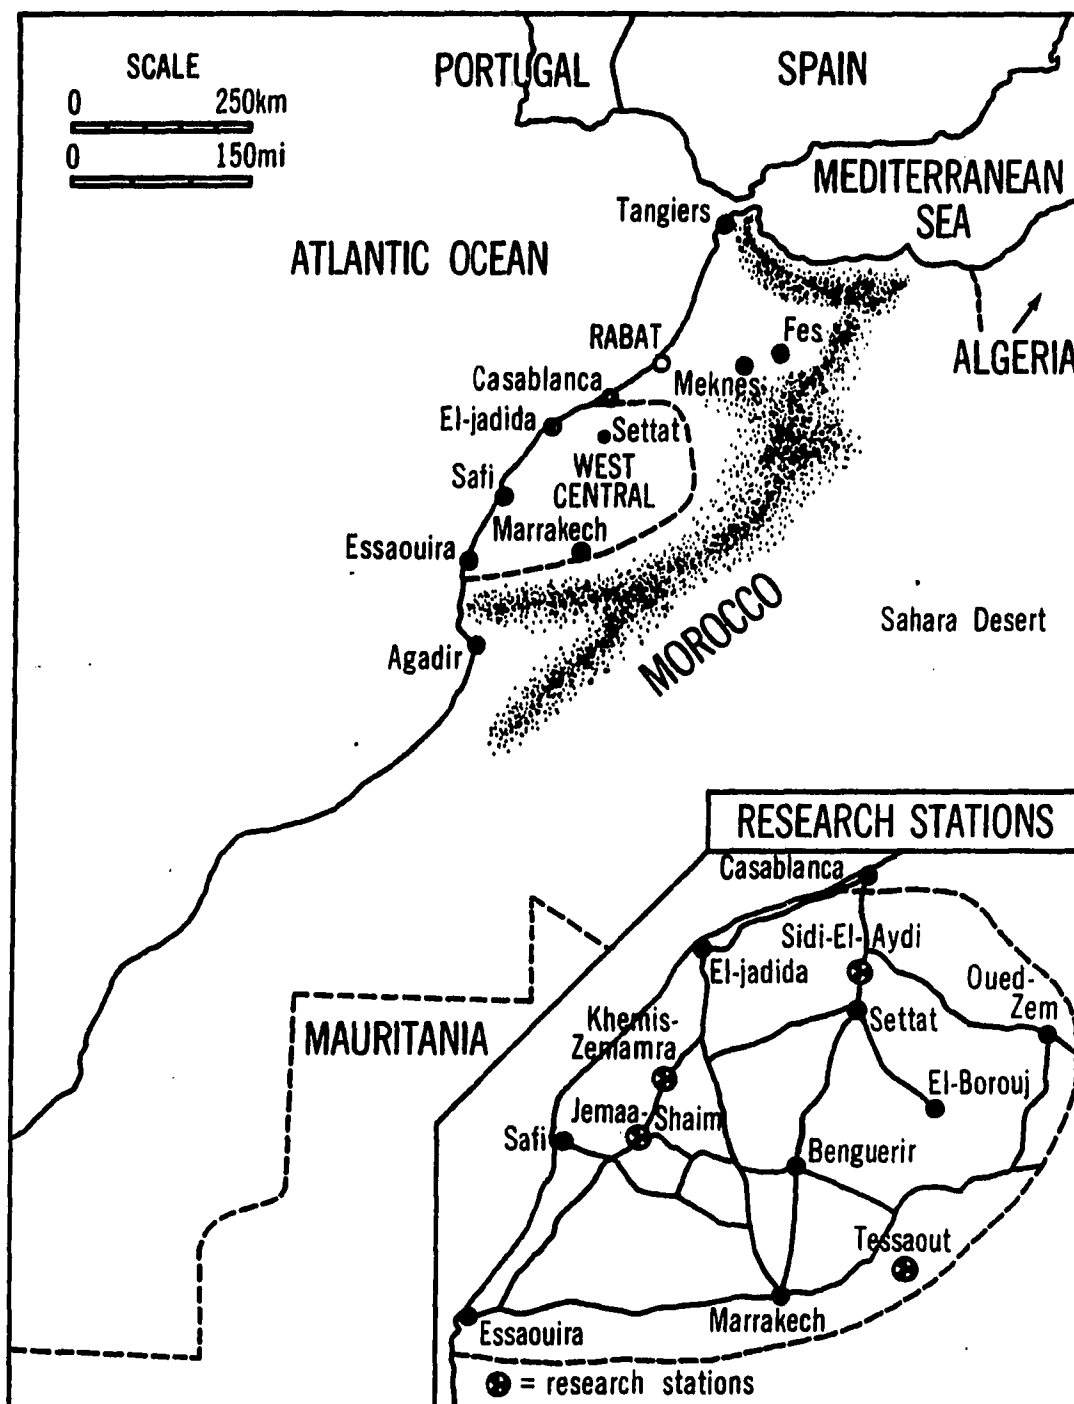 SCALE
0 250km
0 150mi
PORTUGAL
SPAIN
MEDITERRANEAN
SEA
Tangiers
ATLANTIC OCEAN
RABAT
Fes
ALGERIA
Casablanca
Meknes
El-jadida
Settat
Safi
WEST
CENTRAL
Marrakech
Essaouira
MOROCCO
Sahara Desert
Agadir
MAURITANIA
RESEARCH STATIONS
Casablanca
Sidi-El-Aydi
El-jadida
Oued-
Zem
Khemis-
Zemamra
Settat
El-Borouj
Jemaa-Shaim
Safi
Benguerir
Tessaout
Marrakech
Essaouira
= research stations